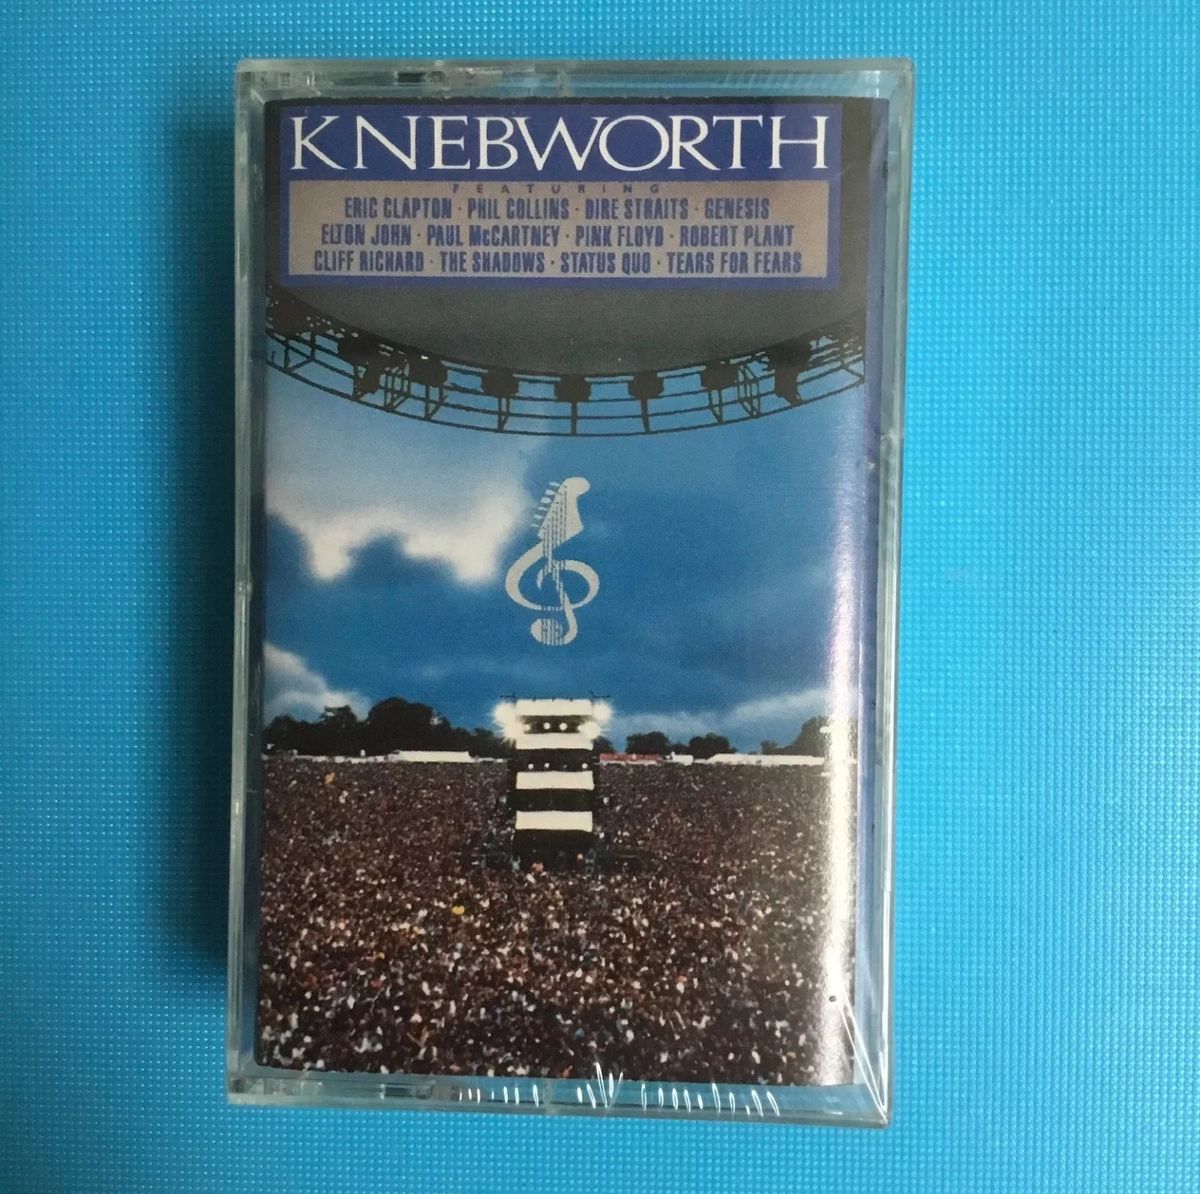 KNEBWORTH
FEATURING
ERIC CLAPTON · PHIL COLLINS · DIRE STRAITS · GENESIS
ELTON JOHN · PAUL McCARTNEY · PINK FLOYD · ROBERT PLANT
CLIFF RICHARD · THE SHADOWS · STATUS QUO · TEARS FOR FEARS